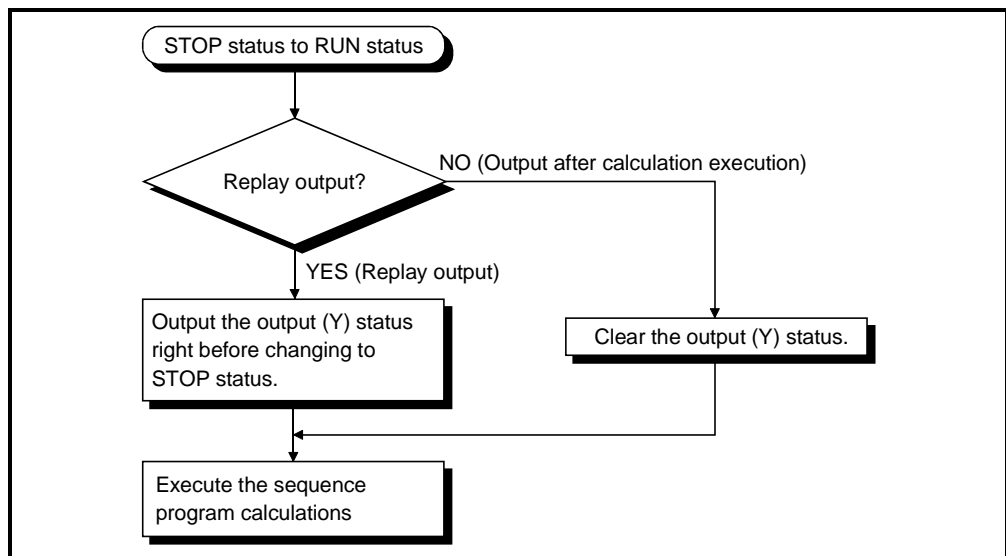 STOP status to RUN status
Replay output?
NO (Output after calculation execution)
YES (Replay output)
Output the output (Y) status
right before changing to
STOP status.
Clear the output (Y) status.
Execute the sequence
program calculations